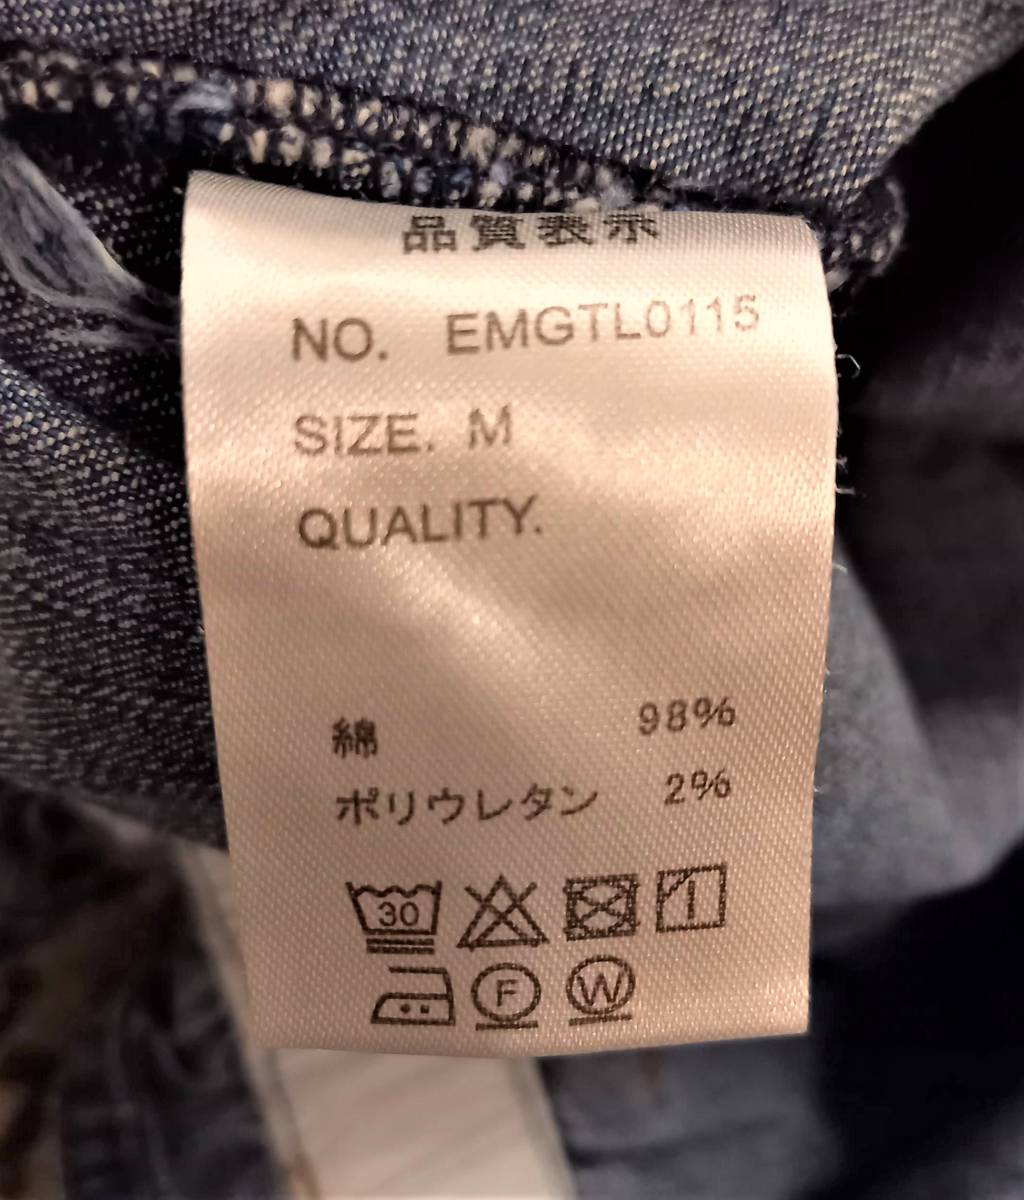 品質表示
NO. EMGTL0115
SIZE. M
QUALITY.
綿 98%
ポリウレタン 2%
30
F W